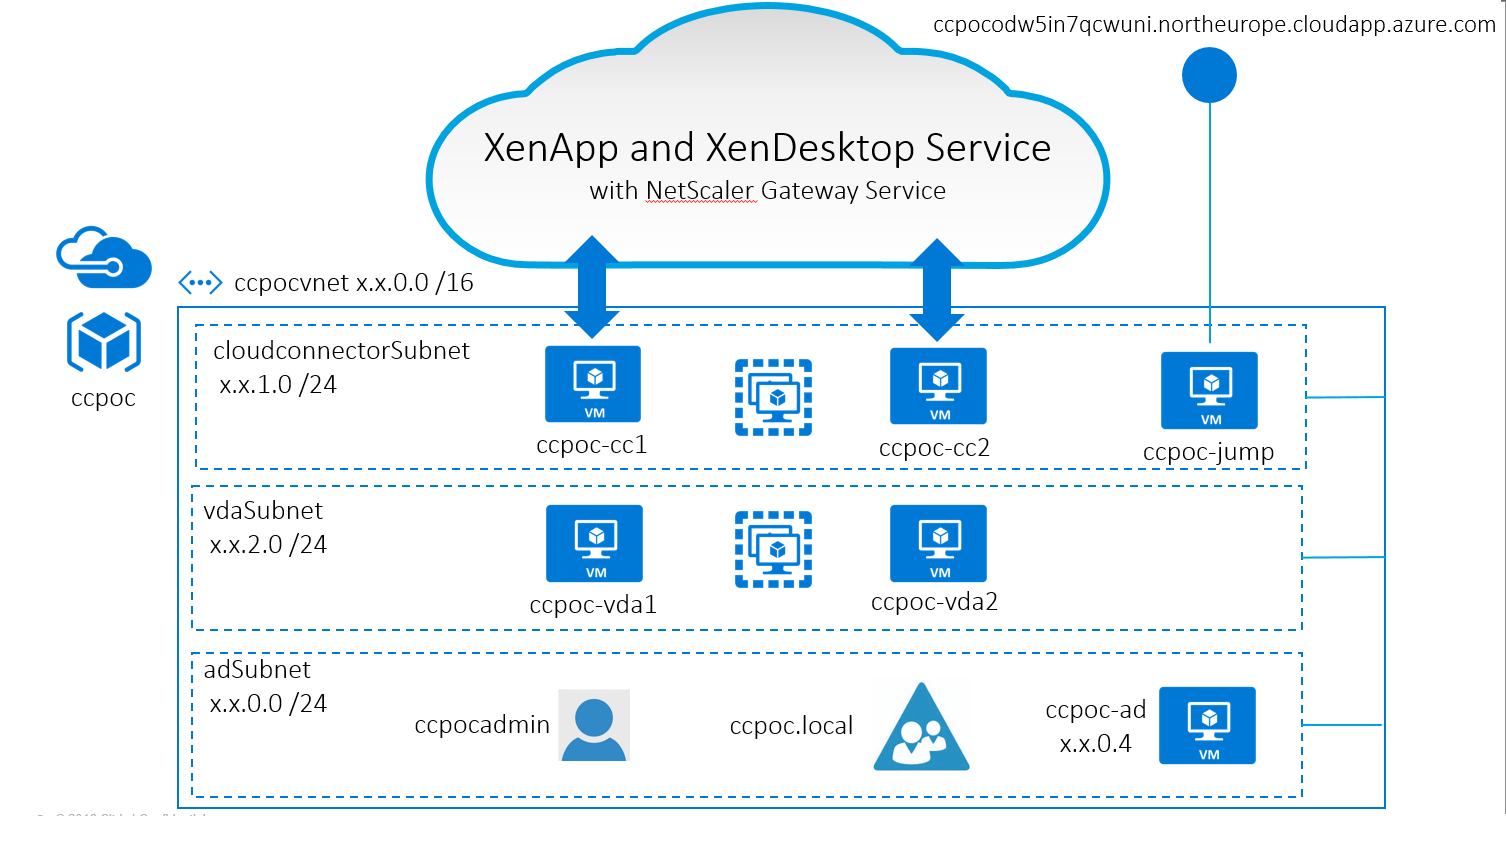 ccpocodw5in7qcwuni.northeurope.cloudapp.azure.com
XenApp and XenDesktop Service
with NetScaler Gateway Service
ccpocvnet x.x.0.0 /16
ccpoc
cloudconnectorSubnet
x.x.1.0 /24
VM
ccpoc-cc1
VM
ccpoc-cc2
VM
ccpoc-jump
vdaSubnet
x.x.2.0 /24
VM
ccpoc-vda1
VM
ccpoc-vda2
adSubnet
x.x.0.0 /24
ccpocadmin
ccpoc.local
ccpoc-ad
x.x.0.4
VM